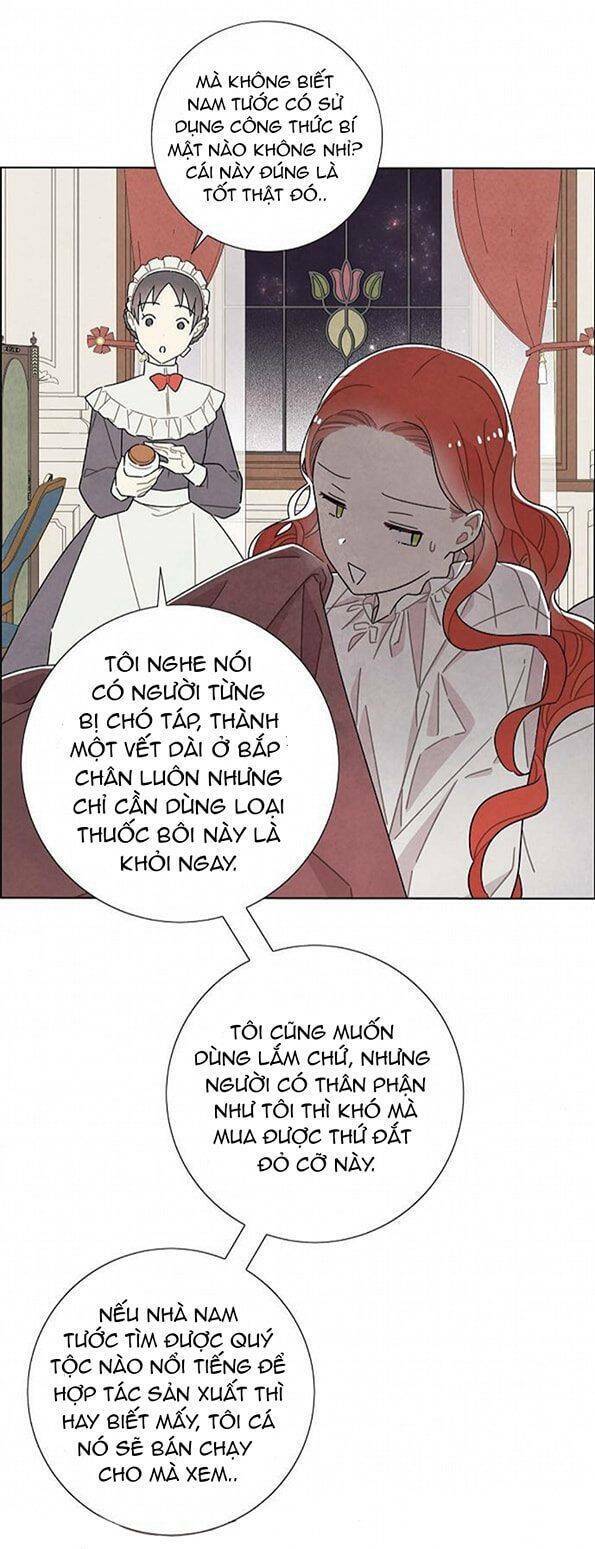 MÀ KHÔNG BIẾT
NAM TƯỚC CÓ SỬ
DỤNG CÔNG THỨC BÍ
MẬT NÀO KHÔNG NHỈ?
CÁI NÀY ĐÚNG LÀ
TỐT THẬT ĐÓ..
TÔI NGHE NÓI
CÓ NGƯỜI TỪNG
BỊ CHÓ TÁP, THÀNH
MỘT VẾT DÀI Ở BẮP
CHÂN LUÔN NHƯNG
CHỈ CẦN DÙNG LOẠI
THUỐC BÔI NÀY LÀ
KHỎI NGAY.
TÔI CŨNG MUỐN
DÙNG LẮM CHỨ, NHƯNG
NGƯỜI CÓ THÂN PHẬN
NHƯ TÔI THÌ KHÓ MÀ
MUA ĐƯỢC THỨ ĐẮT
ĐỎ CỠ NÀY.
NẾU NHÀ NAM
TƯỚC TÌM ĐƯỢC QUÝ
TỘC NÀO NỔI TIẾNG ĐỂ
HỢP TÁC SẢN XUẤT THÌ
HAY BIẾT MẤY, TÔI CÁ
NÓ SẼ BÁN CHẠY
CHO MÀ XEM..